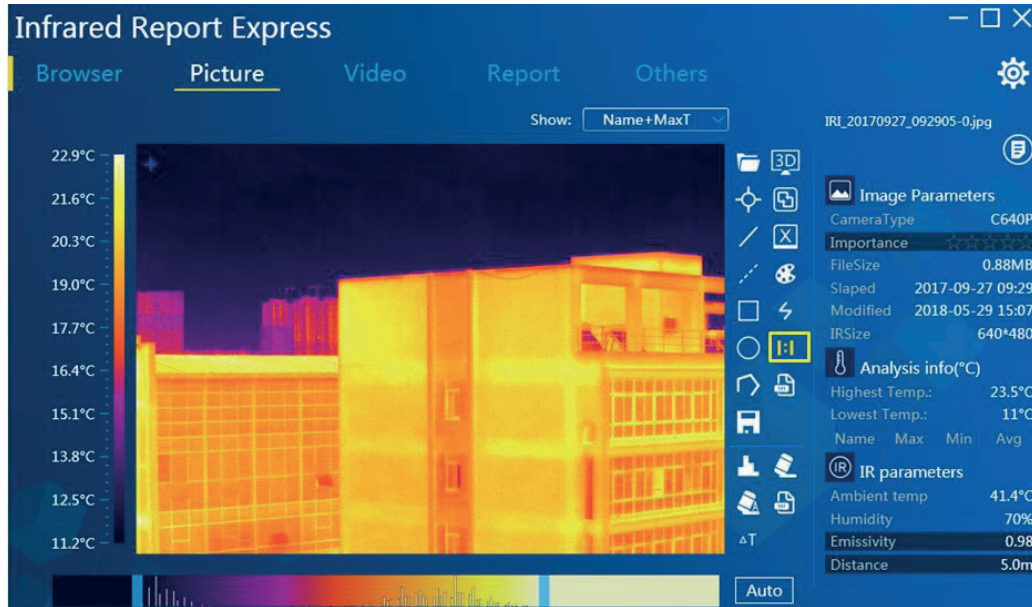 Infrared Report Express
Browser Picture Video Report Others
Show: Name+MaxT
IRI_20170927_092905-0.jpg
22.9°C
21.6°C
20.3°C
19.0°C
17.7°C
16.4°C
15.1°C
13.8°C
12.5°C
11.2°C
3D
X
1:1
ΔT
Auto
Image Parameters
CameraType C640P
Importance
FileSize 0.88MB
Slaped 2017-09-27 09:29
Modified 2018-05-29 15:07
IRSize 640*480
Analysis info(°C)
Highest Temp.: 23.5°C
Lowest Temp.: 11°C
Name Max Min Avg
IR IR parameters
Ambient temp 41.4°C
Humidity 70%
Emissivity 0.98
Distance 5.0m